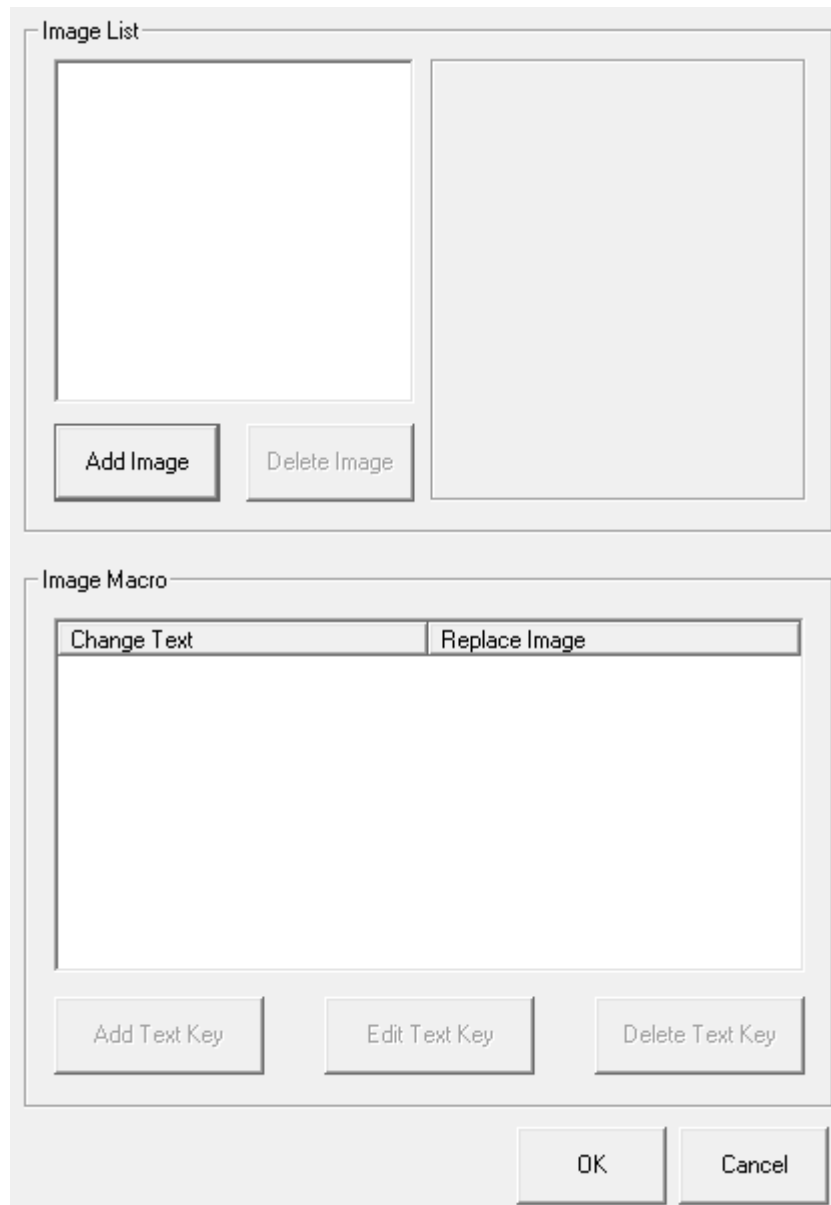 Image List
Add Image
Delete Image
Image Macro
Change Text
Replace Image
Add Text Key
Edit Text Key
Delete Text Key
OK
Cancel